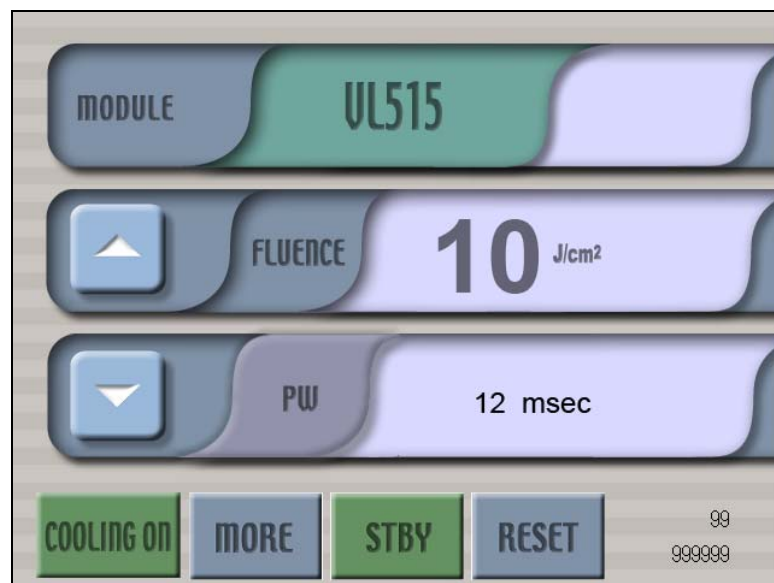 MODULE VL515
FLUENCE 10 J/cm²
PW 12 msec
COOLING ON MORE STBY RESET 99
999999